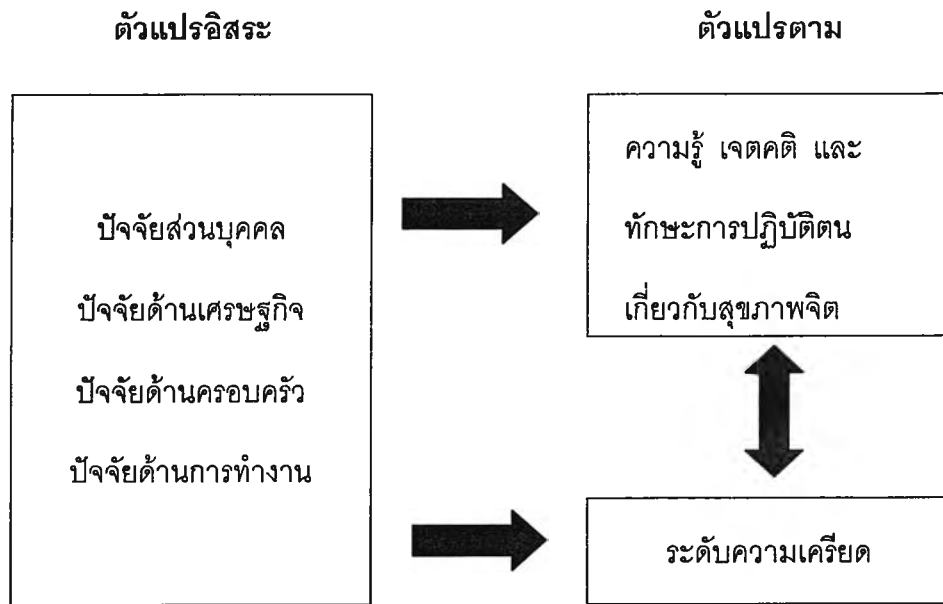 ตัวแปรอิสระ
ตัวแปรตาม
ปัจจัยส่วนบุคคล
ปัจจัยด้านเศรษฐกิจ
ปัจจัยด้านครอบครัว
ปัจจัยด้านการทำงาน
ความรู้ เจตคติ และ
ทักษะการปฏิบัติตน
เกี่ยวกับสุขภาพจิต
ระดับความเครียด